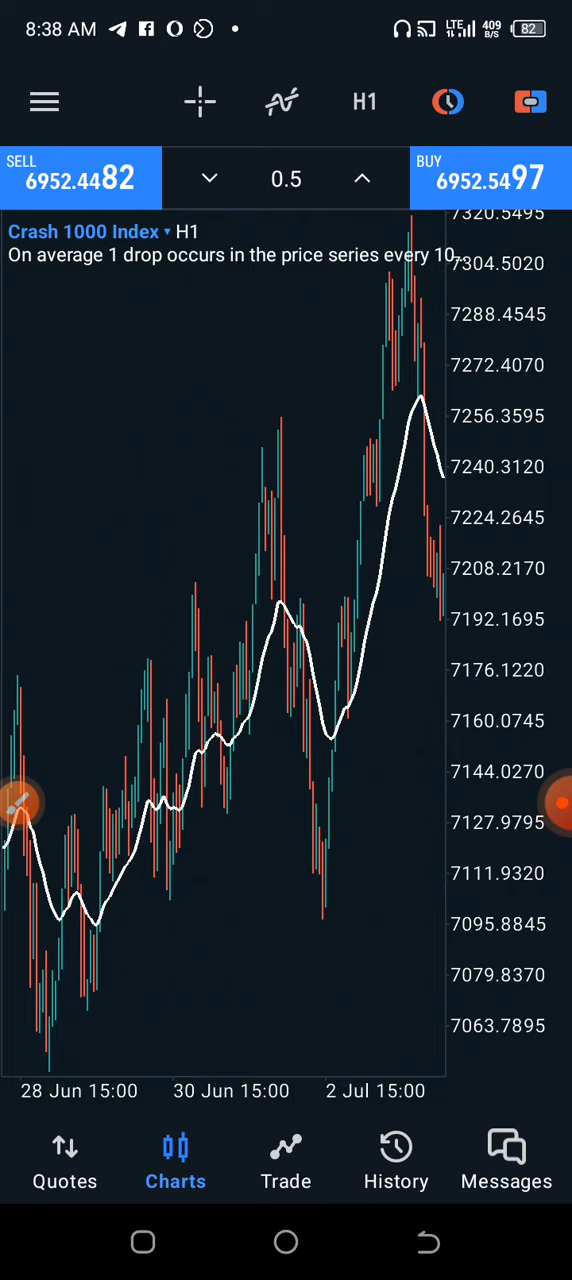 8:38 AM
LTE
409
B/S
82
H1
SELL
6952.4482
0.5
BUY
6952.5497
Crash 1000 Index H1
On average 1 drop occurs in the price series every 10
7320.5495
7304.5020
7288.4545
7272.4070
7256.3595
7240.3120
7224.2645
7208.2170
7192.1695
7176.1220
7160.0745
7144.0270
7127.9795
7111.9320
7095.8845
7079.8370
7063.7895
28 Jun 15:00
30 Jun 15:00
2 Jul 15:00
Quotes
Charts
Trade
History
Messages